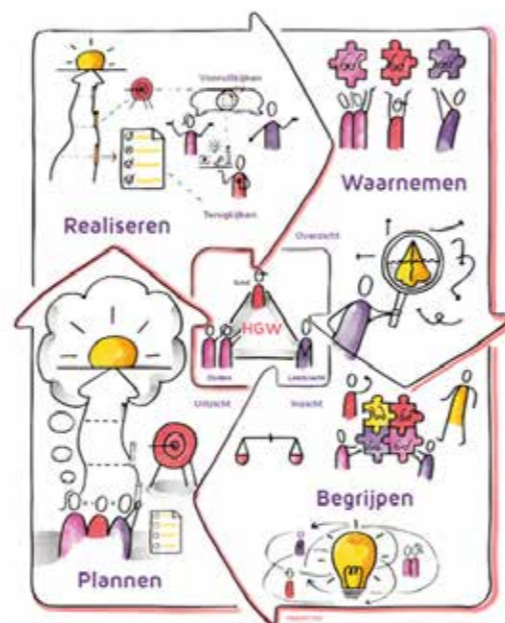 Vooruitkijken
Realiseren
Terugkijken
Waarnemen
Overzicht
Kind
HGW
Ouders
Leerkracht
Uitzicht
Inzicht
Plannen
Begrijpen